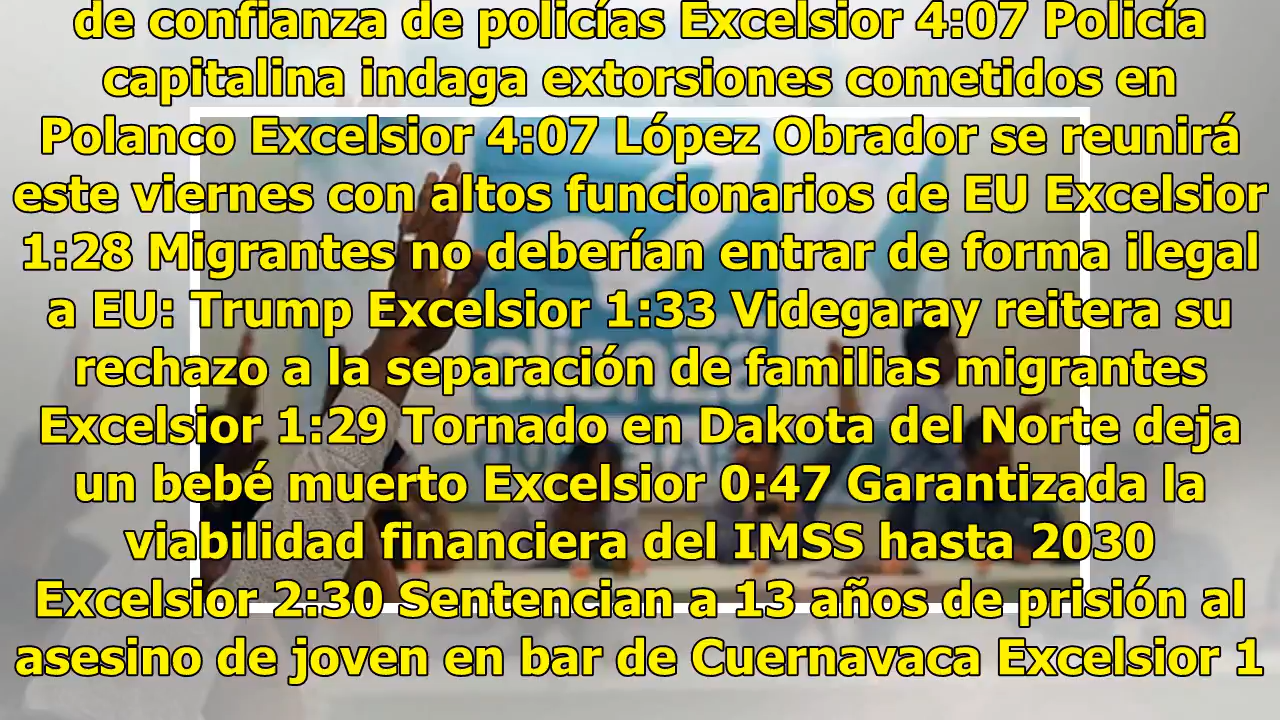 de confianza de policías Excelsior 4:07 Policía
capitalina indaga extorsiones cometidos en
Polanco Excelsior 4:07 López Obrador se reunirá
este viernes con altos funcionarios de EU Excelsior
1:28 Migrantes no deberían entrar de forma ilegal
a EU: Trump Excelsior 1:33 Videgaray reitera su
rechazo a la separación de familias migrantes
Excelsior 1:29 Tornado en Dakota del Norte deja
un bebé muerto Excelsior 0:47 Garantizada la
viabilidad financiera del IMSS hasta 2030
Excelsior 2:30 Sentencian a 13 años de prisión al
asesino de joven en bar de Cuernavaca Excelsior 1
alianza